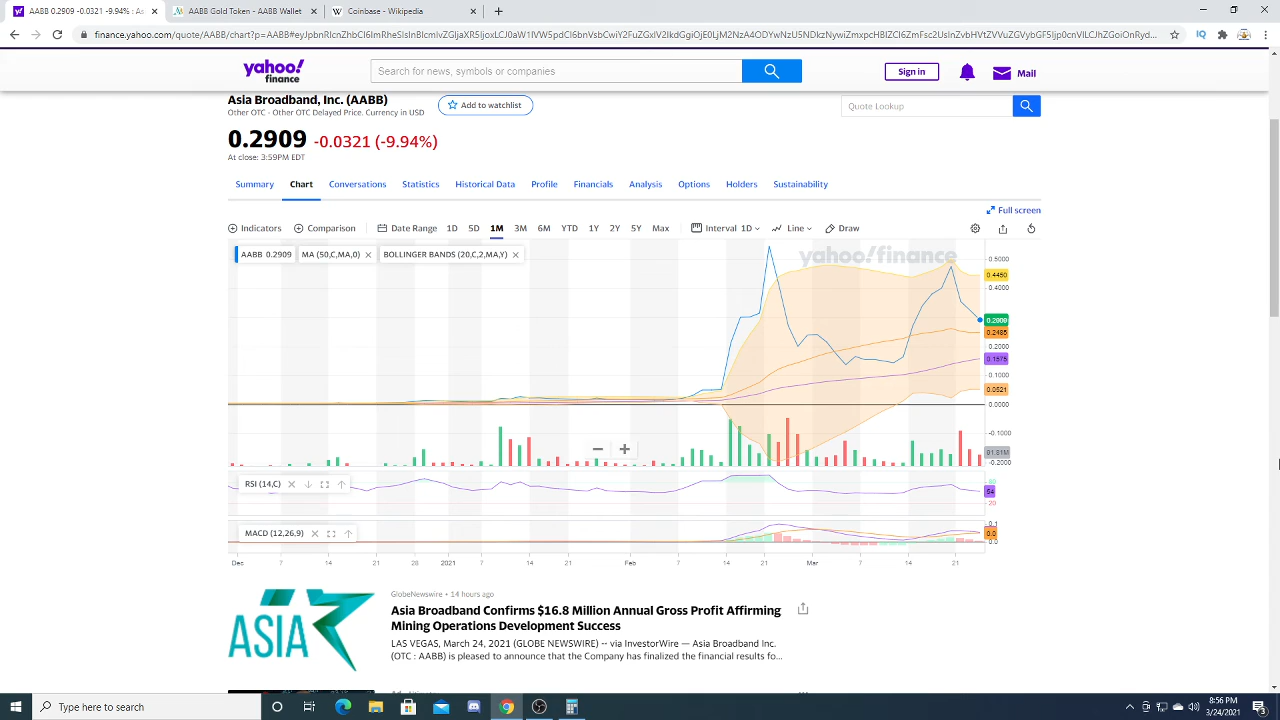 AABB 0.2909 -0.0321 -9.94% : As
AABB Gold Token - AABB Wallet
Coinbase - Wikipedia
Search for news, symbols or companies
Sign in
Mail
yahoo!
finance
Asia Broadband, Inc. (AABB)
Other OTC - Other OTC Delayed Price. Currency in USD
Add to watchlist
Quote Lookup
0.2909 -0.0321 (-9.94%)
At close: 3:59PM EDT
Summary Chart Conversations Statistics Historical Data Profile Financials Analysis Options Holders Sustainability
Full screen
Indicators Comparison Date Range 1D 5D 1M 3M 6M YTD 1Y 2Y 5Y Max Interval 1D Line Draw
AABB 0.2909 MA (50,C,MA,0) BOLLINGER BANDS (20,C,2,MA,Y)
yahoo!finance
0.5000
0.4450
0.4000
0.2485
0.2000
0.1575
0.1000
0.0521
0.0000
-0.1000
-0.2000
RSI (14,C)
54
20
MACD (12,26,9)
0.1
0.0
0.0
Dec 7 14 21 28 2021 7 14 21 Feb 7 14 21 Mar 7 14 21
ASIA
GlobeNewswire • 14 hours ago
Asia Broadband Confirms $16.8 Million Annual Gross Profit Affirming
Mining Operations Development Success
LAS VEGAS, March 24, 2021 (GLOBE NEWSWIRE) -- via InvestorWire — Asia Broadband Inc.
(OTC : AABB) is pleased to announce that the Company has finalized the financial results fo...
Type here to search
8:56 PM
3/24/2021